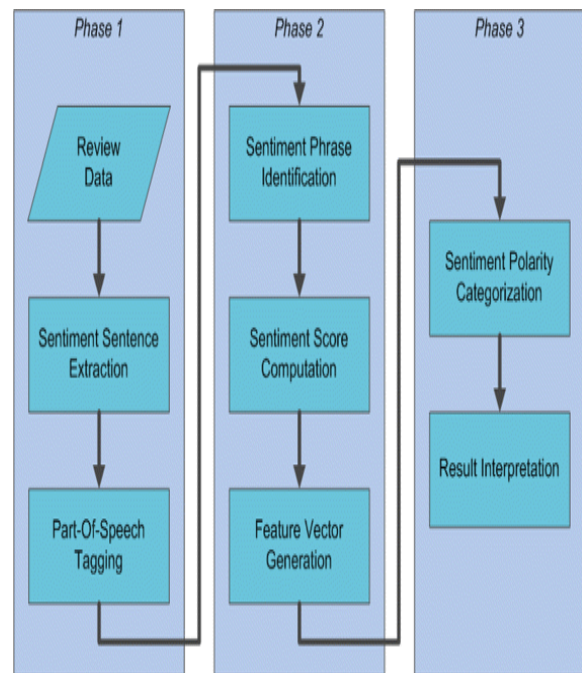 Phase 1
Review
Data
Sentiment Sentence
Extraction
Part-Of-Speech
Tagging
Phase 2
Sentiment Phrase
Identification
Sentiment Score
Computation
Feature Vector
Generation
Phase 3
Sentiment Polarity
Categorization
Result Interpretation